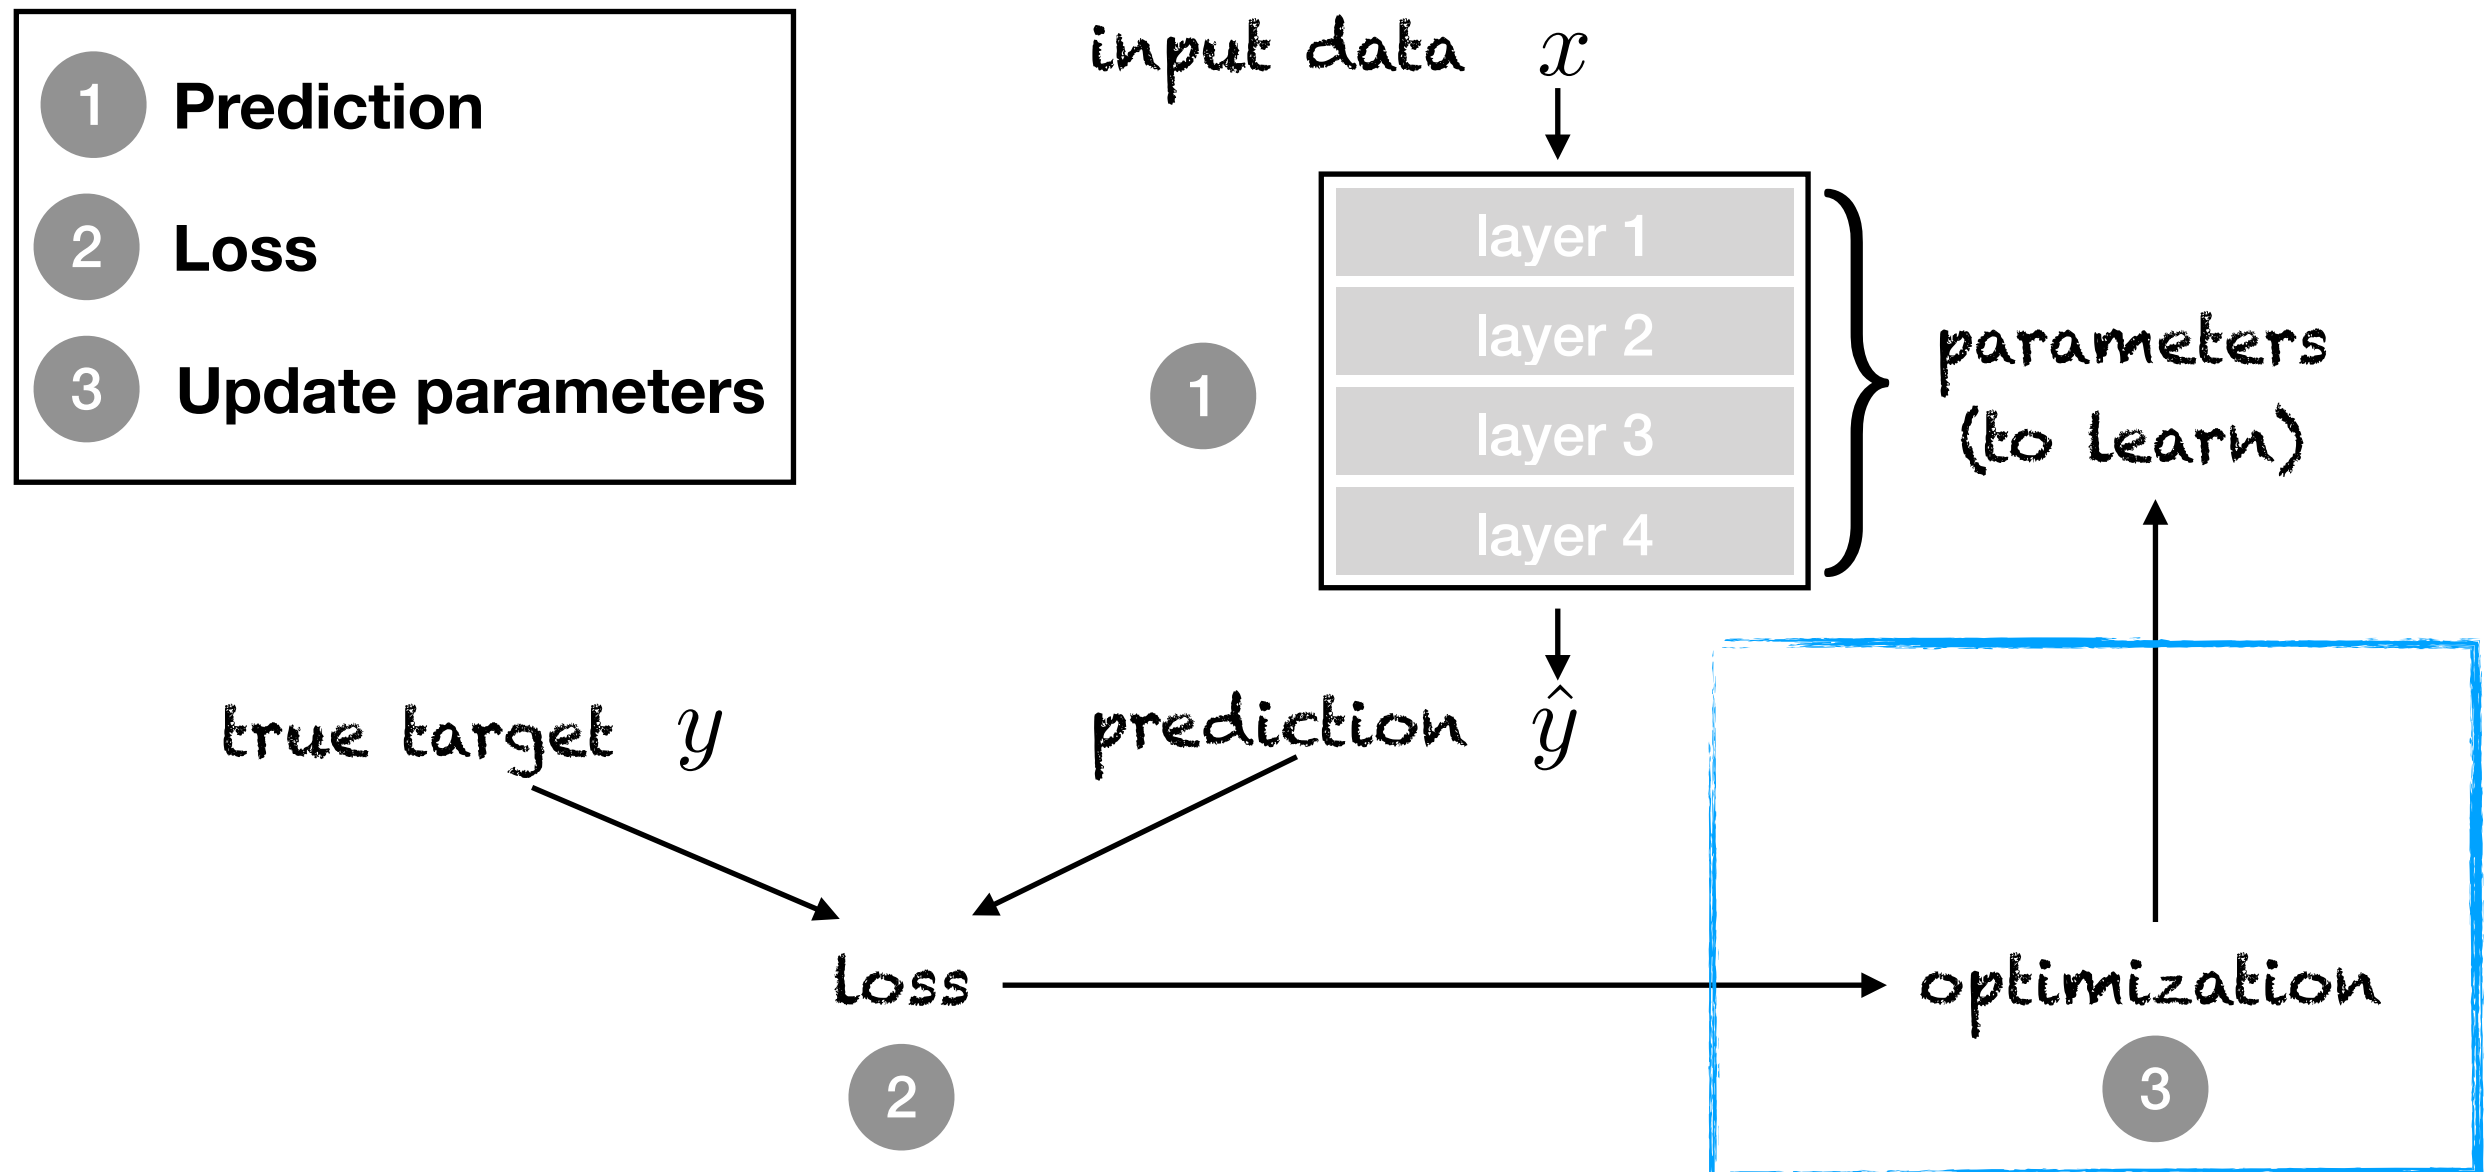 1 Prediction
2 Loss
3 Update parameters
input data x
layer 1
layer 2
layer 3
layer 4
1
parameters
(to learn)
true target y
prediction ŷ
loss
optimization
2
3